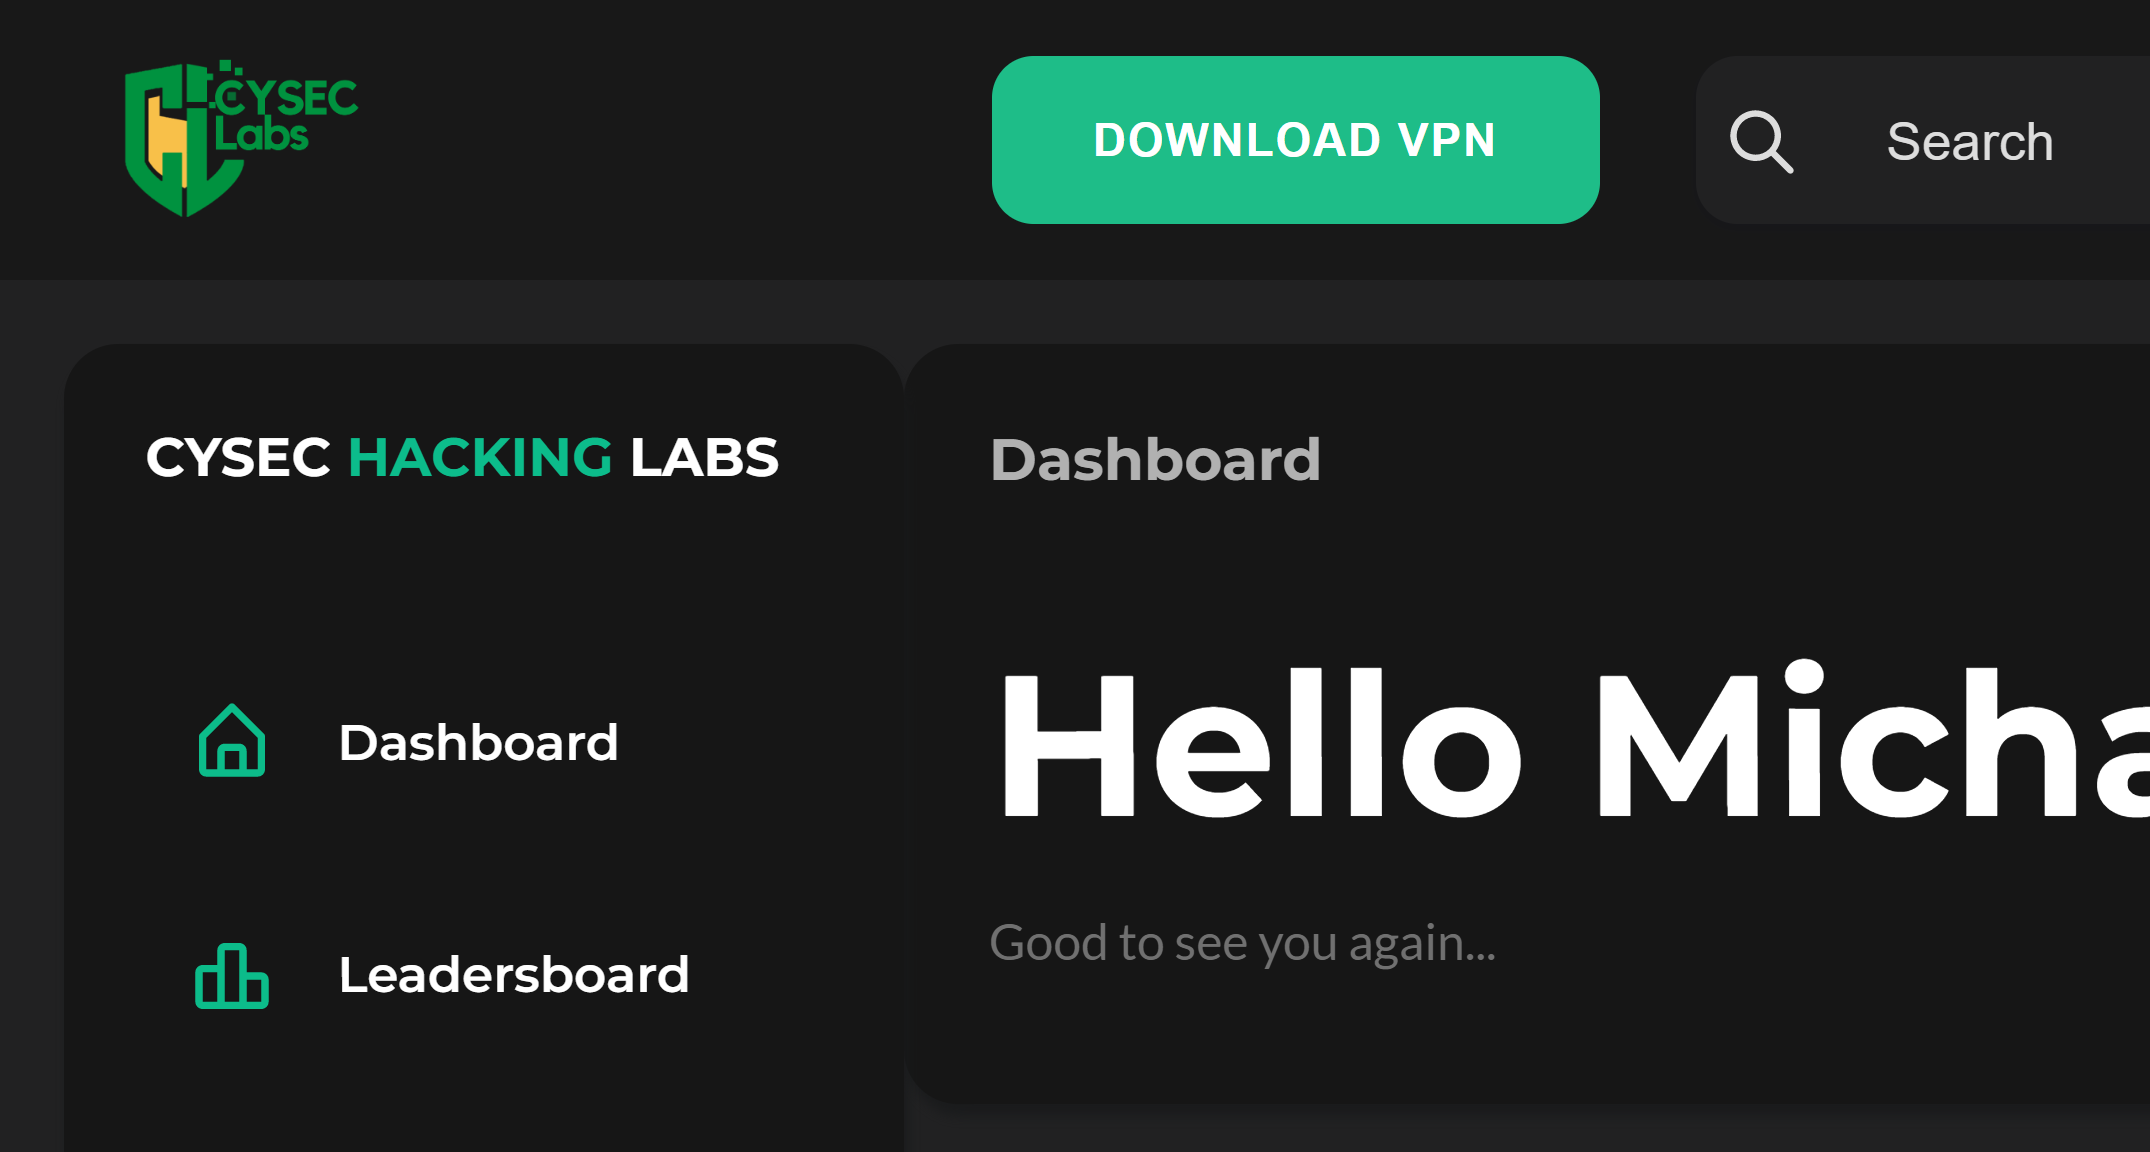 CYSEC
Labs
DOWNLOAD VPN
Search
CYSEC HACKING LABS
Dashboard
Leadersboard
Dashboard
Hello Micha
Good to see you again...